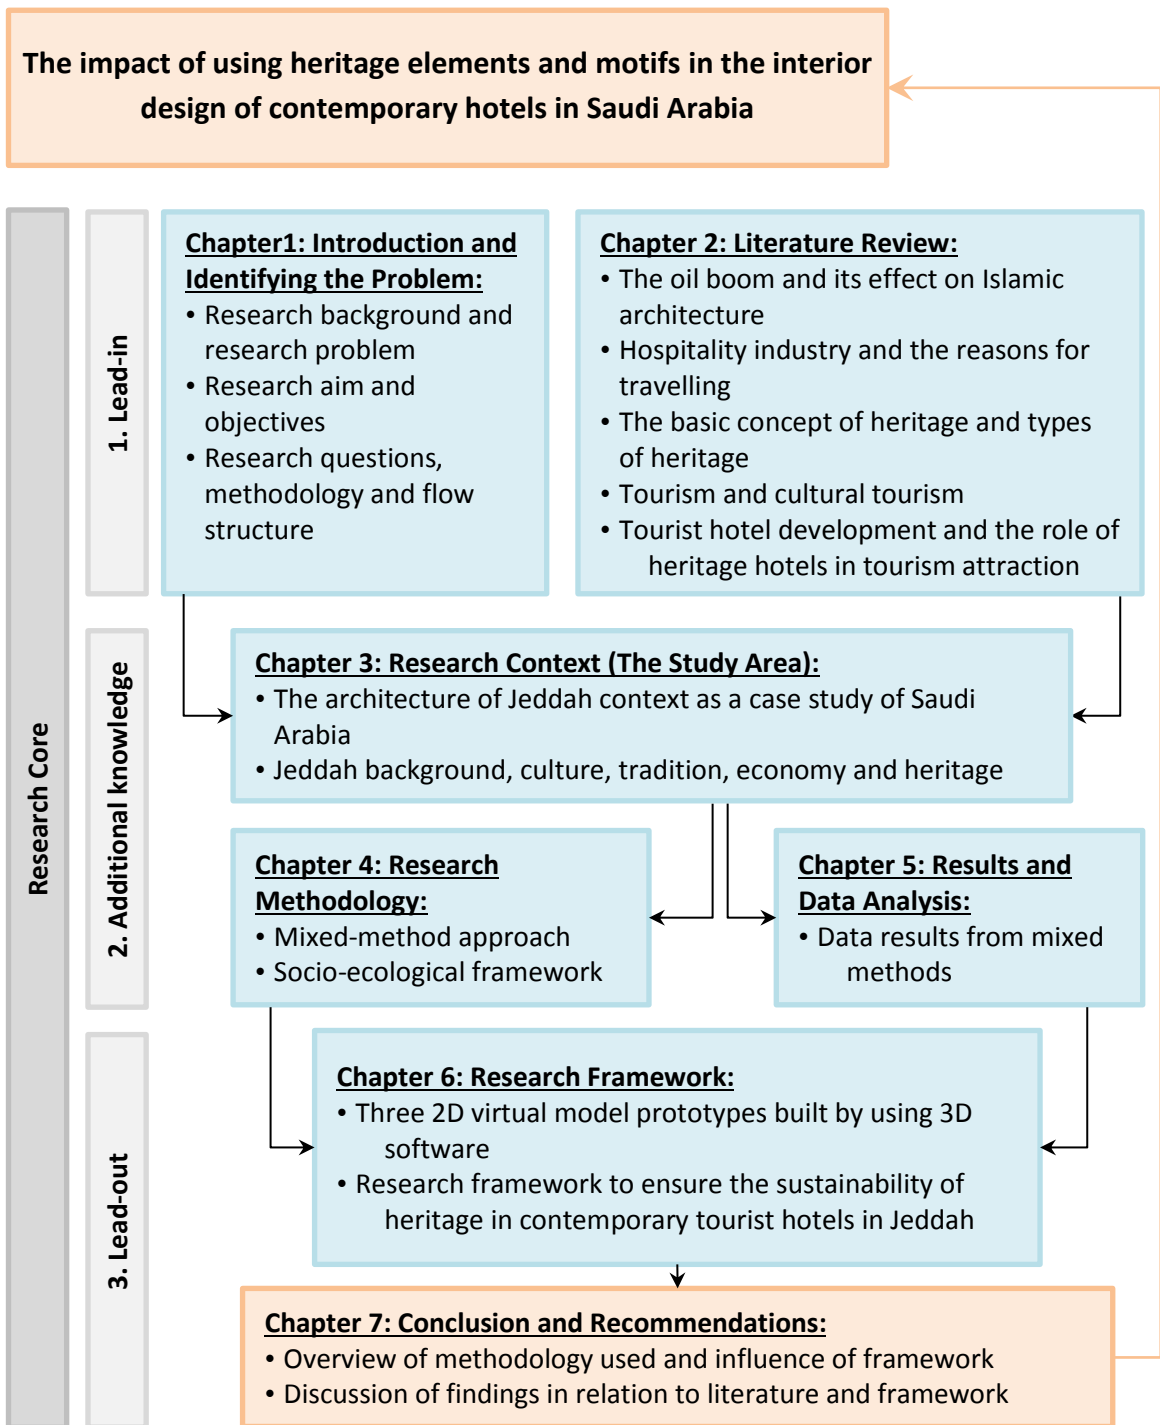 The impact of using heritage elements and motifs in the interior
design of contemporary hotels in Saudi Arabia
Research Core
1. Lead-in
Chapter1: Introduction and
Identifying the Problem:
• Research background and
research problem
• Research aim and
objectives
• Research questions,
methodology and flow
structure
Chapter 2: Literature Review:
• The oil boom and its effect on Islamic
architecture
• Hospitality industry and the reasons for
travelling
• The basic concept of heritage and types
of heritage
• Tourism and cultural tourism
• Tourist hotel development and the role of
heritage hotels in tourism attraction
2. Additional knowledge
Chapter 3: Research Context (The Study Area):
• The architecture of Jeddah context as a case study of Saudi
Arabia
• Jeddah background, culture, tradition, economy and heritage
Chapter 4: Research
Methodology:
• Mixed-method approach
• Socio-ecological framework
Chapter 5: Results and
Data Analysis:
• Data results from mixed
methods
3. Lead-out
Chapter 6: Research Framework:
• Three 2D virtual model prototypes built by using 3D
software
• Research framework to ensure the sustainability of
heritage in contemporary tourist hotels in Jeddah
Chapter 7: Conclusion and Recommendations:
• Overview of methodology used and influence of framework
• Discussion of findings in relation to literature and framework